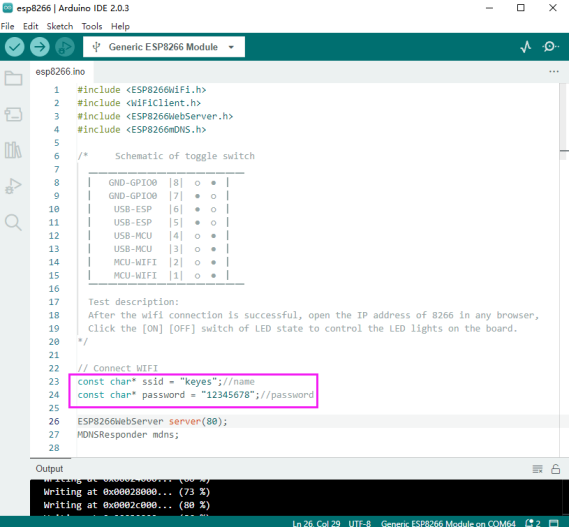 esp8266 | Arduino IDE 2.0.3
File Edit Sketch Tools Help
Generic ESP8266 Module
esp8266.ino
1 #include <ESP8266WiFi.h>
2 #include <WiFiClient.h>
3 #include <ESP8266WebServer.h>
4 #include <ESP8266mDNS.h>
5
6 /* Schematic of toggle switch
7
8 | GND-GPIO0 |8| ○ ● |
9 | GND-GPIO0 |7| ● ○ |
10 | USB-ESP |6| ● ○ |
11 | USB-ESP |5| ● ○ |
12 | USB-MCU |4| ○ ● |
13 | USB-MCU |3| ○ ● |
14 | MCU-WIFI |2| ○ ● |
15 | MCU-WIFI |1| ○ ● |
16
17 Test description:
18 After the wifi connection is successful, open the IP address of 8266 in any browser,
19 Click the [ON] [OFF] switch of LED state to control the LED lights on the board.
20 */
21
22 // Connect WIFI
23 const char* ssid = "keyes";//name
24 const char* password = "12345678";//password
25
26 ESP8266WebServer server(80);
27 MDNSResponder mdns;
28
Output
Writing at 0x00024000... (66 %)
Writing at 0x00028000... (73 %)
Writing at 0x0002c000... (80 %)
Ln 26, Col 29 UTF-8 Generic ESP8266 Module on COM64 2